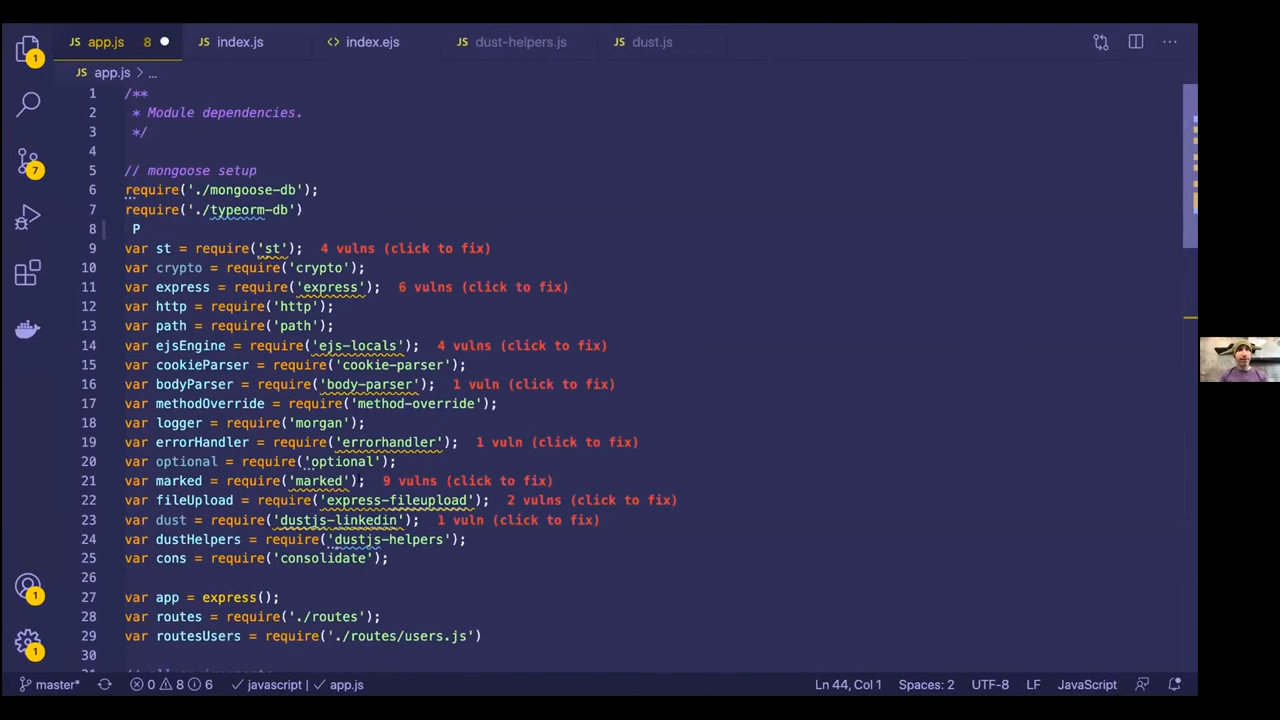 JS app.js 8 JS index.js <> index.ejs JS dust-helpers.js JS dust.js
JS app.js > ...
1 /**
2 * Module dependencies.
3 */
4
5 // mongoose setup
6 require('./mongoose-db');
7 require('./typeorm-db')
8 P
9 var st = require('st'); 4 vulns (click to fix)
10 var crypto = require('crypto');
11 var express = require('express'); 6 vulns (click to fix)
12 var http = require('http');
13 var path = require('path');
14 var ejsEngine = require('ejs-locals'); 4 vulns (click to fix)
15 var cookieParser = require('cookie-parser');
16 var bodyParser = require('body-parser'); 1 vuln (click to fix)
17 var methodOverride = require('method-override');
18 var logger = require('morgan');
19 var errorHandler = require('errorhandler'); 1 vuln (click to fix)
20 var optional = require('optional');
21 var marked = require('marked'); 9 vulns (click to fix)
22 var fileUpload = require('express-fileupload'); 2 vulns (click to fix)
23 var dust = require('dustjs-linkedin'); 1 vuln (click to fix)
24 var dustHelpers = require('dustjs-helpers');
25 var cons = require('consolidate');
26
27 var app = express();
28 var routes = require('./routes');
29 var routesUsers = require('./routes/users.js')
30
1
7
1
1
master* 0 8 6 javascript | app.js Ln 44, Col 1 Spaces: 2 UTF-8 LF JavaScript